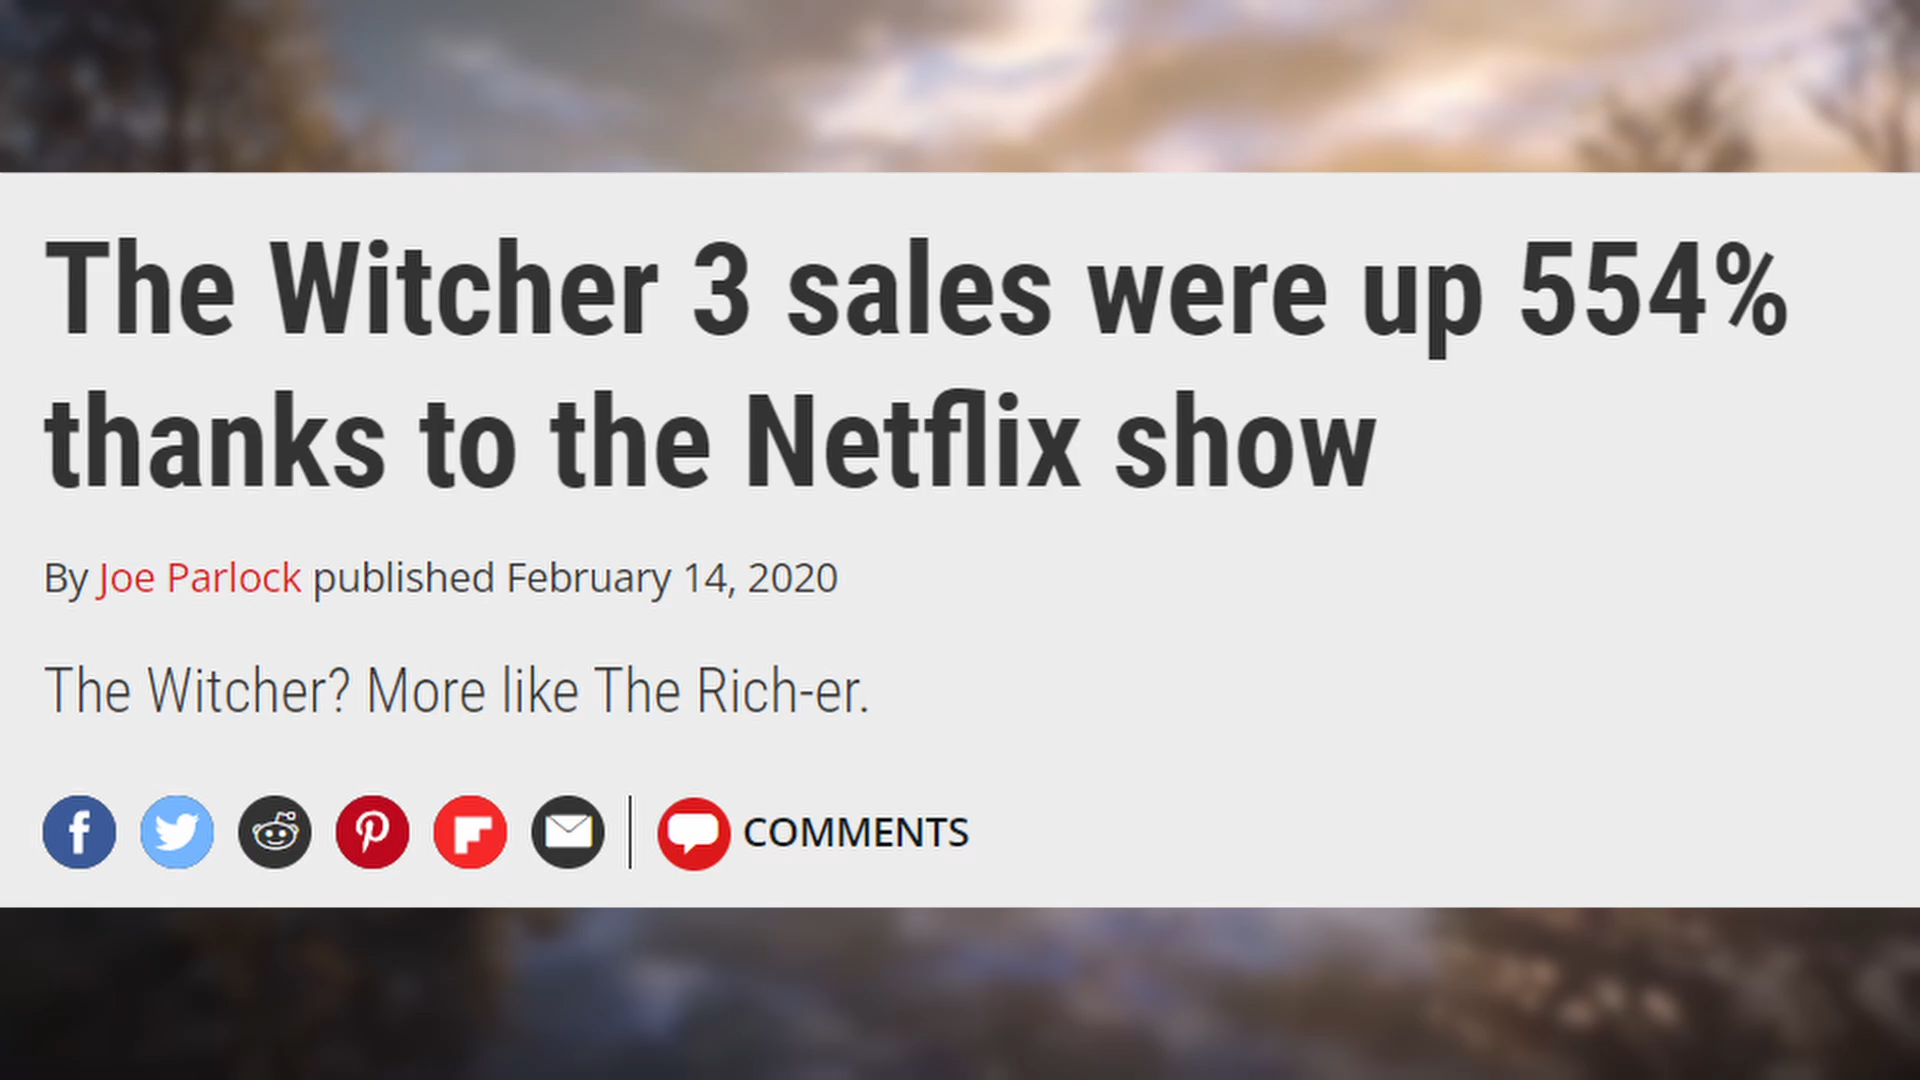 The Witcher 3 sales were up 554%
thanks to the Netflix show
By Joe Parlock published February 14, 2020
The Witcher? More like The Rich-er.
COMMENTS